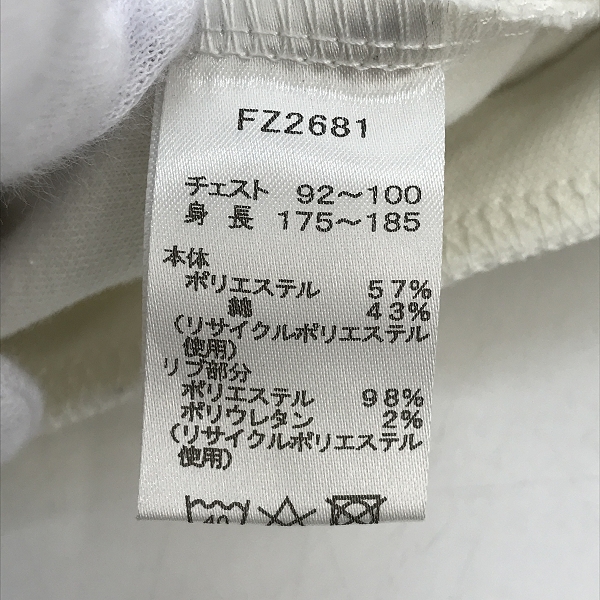 FZ2681
チェスト 92～100
身長 175～185
本体
ポリエステル 57%
綿 43%
(リサイクルポリエステル
使用)
リブ部分
ポリエステル 98%
ポリウレタン 2%
(リサイクルポリエステル
使用)
40